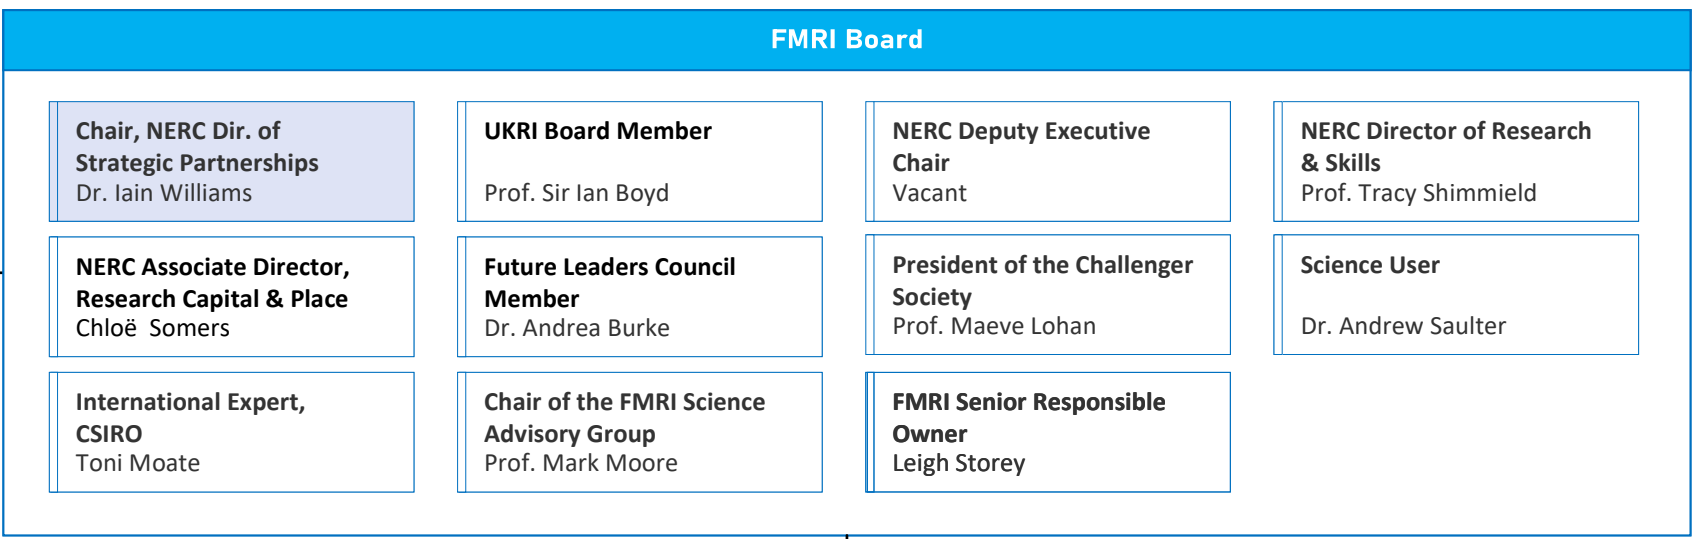 FMRI Board
Chair, NERC Dir. of
Strategic Partnerships
Dr. Iain Williams
UKRI Board Member
Prof. Sir Ian Boyd
NERC Deputy Executive
Chair
Vacant
NERC Director of Research
& Skills
Prof. Tracy Shimmield
NERC Associate Director,
Research Capital & Place
Chloë  Somers
Future Leaders Council
Member
Dr. Andrea Burke
President of the Challenger
Society
Prof. Maeve Lohan
Science User
Dr. Andrew Saulter
International Expert,
CSIRO
Toni Moate
Chair of the FMRI Science
Advisory Group
Prof. Mark Moore
FMRI Senior Responsible
Owner
Leigh Storey